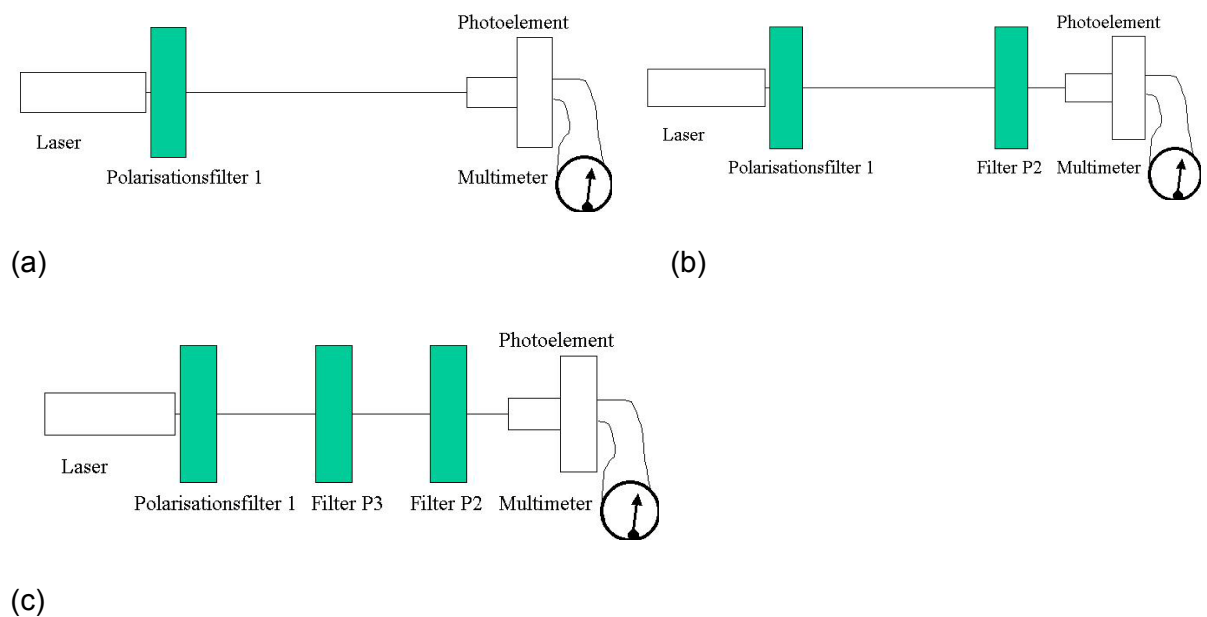 Photoelement
Laser
Polarisationsfilter 1
Multimeter
(a)
Photoelement
Laser
Polarisationsfilter 1
Filter P2
Multimeter
(b)
Photoelement
Laser
Polarisationsfilter 1
Filter P3
Filter P2
Multimeter
(c)